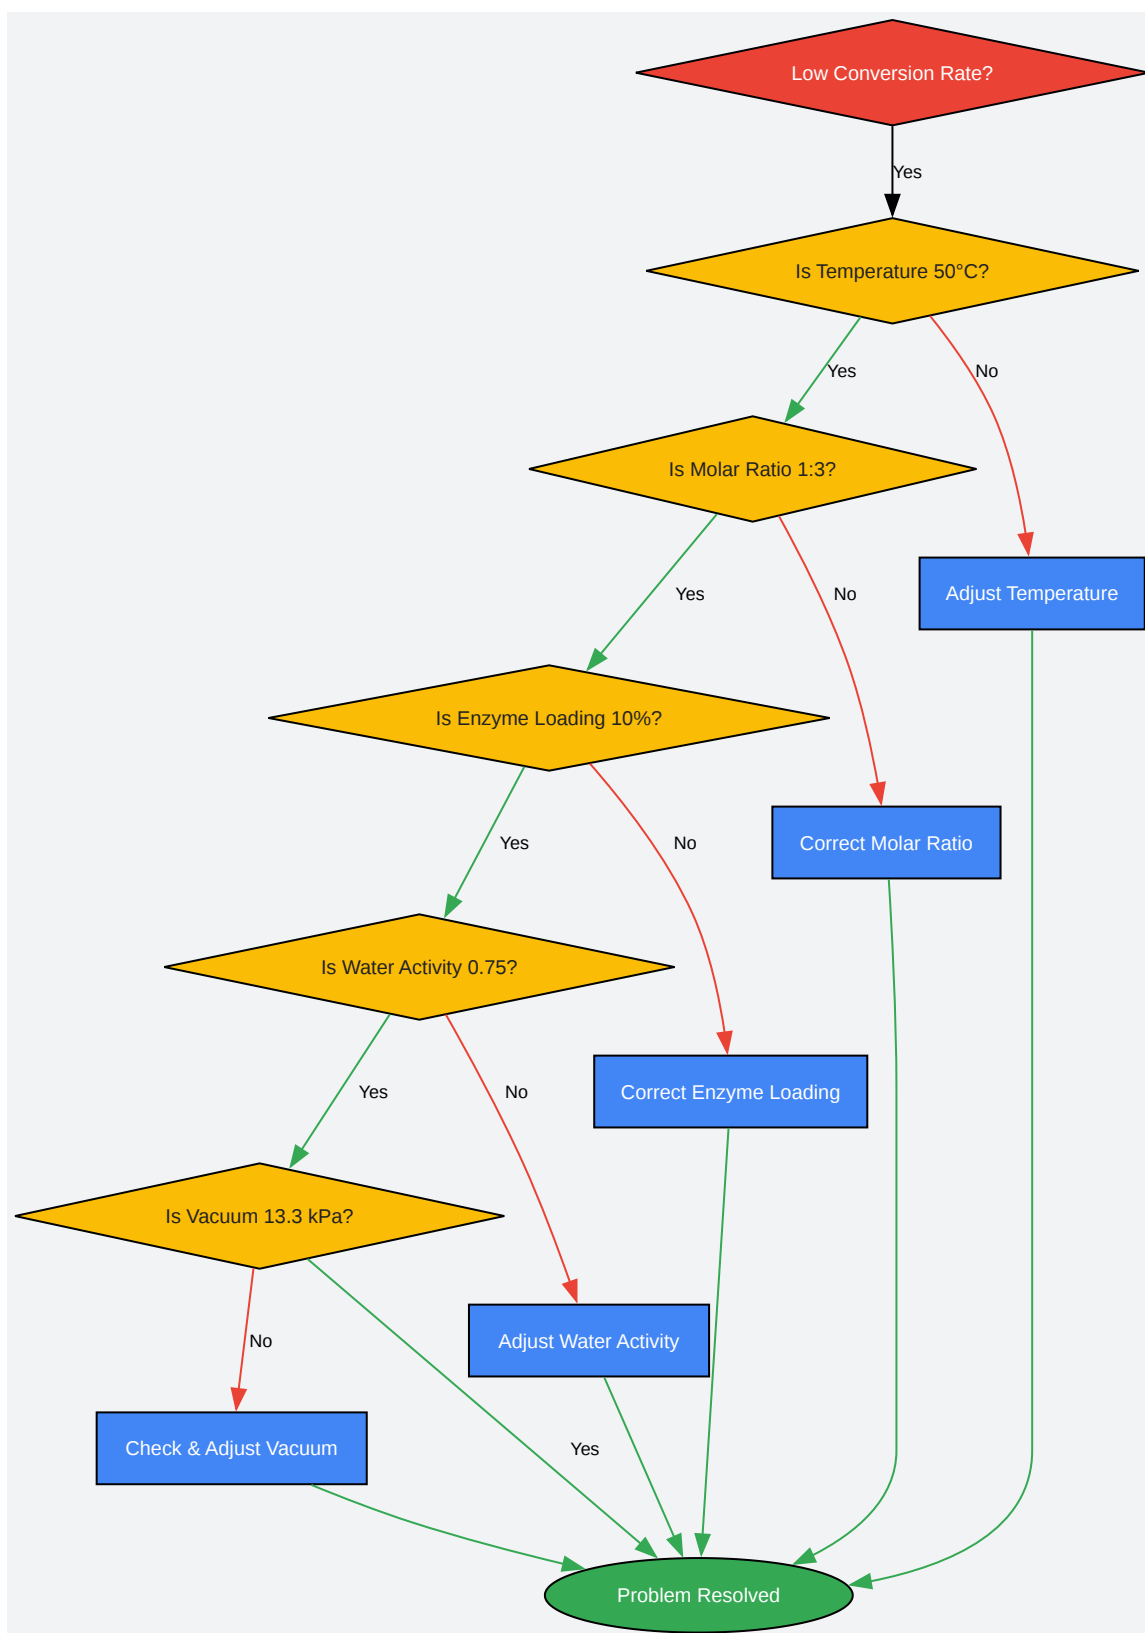 Low Conversion Rate?
Yes
Is Temperature 50°C?
Yes
No
Is Molar Ratio 1:3?
Yes
No
Adjust Temperature
Is Enzyme Loading 10%?
Yes
No
Correct Molar Ratio
Is Water Activity 0.75?
Yes
No
Correct Enzyme Loading
Is Vacuum 13.3 kPa?
No
Adjust Water Activity
Check & Adjust Vacuum
Yes
Problem Resolved